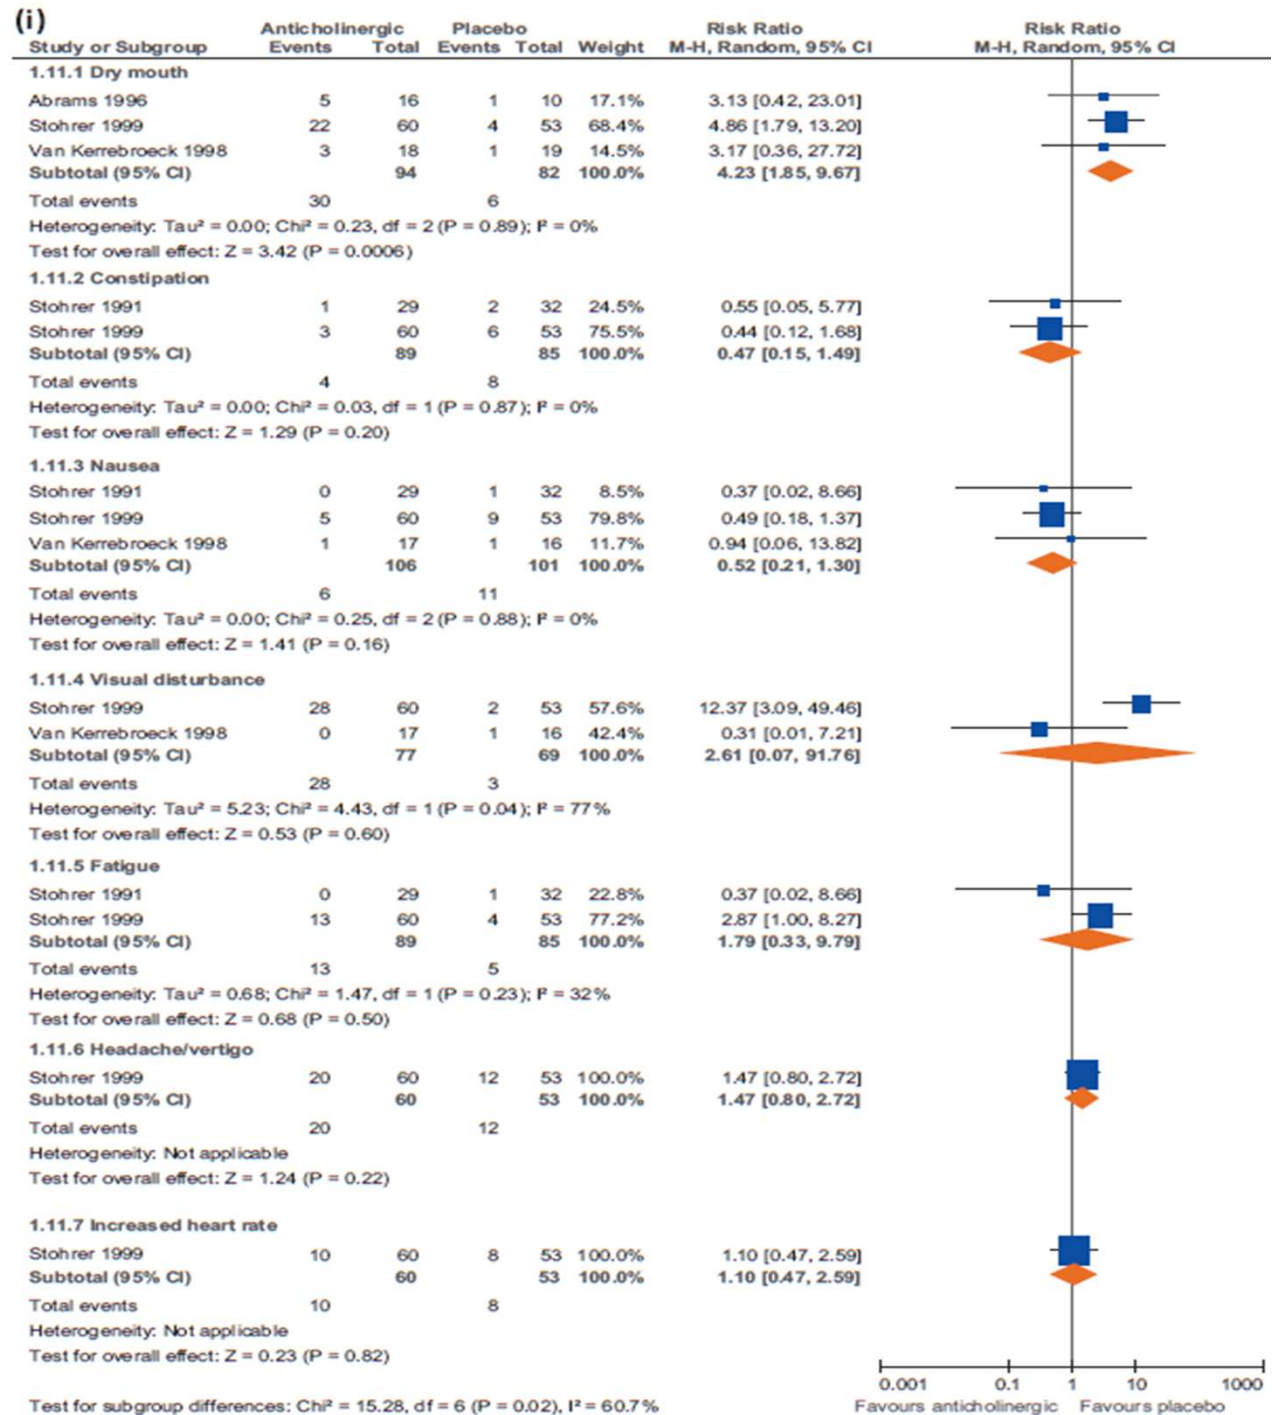 (i)
Anticholinergic Placebo Risk Ratio Risk Ratio
Study or Subgroup Events Total Events Total Weight M-H, Random, 95% CI M-H, Random, 95% CI
1.11.1 Dry mouth
Abrams 1996 5 16 1 10 17.1% 3.13 [0.42, 23.01]
Stohrer 1999 22 60 4 53 68.4% 4.86 [1.79, 13.20]
Van Kerrebroeck 1998 3 18 1 19 14.5% 3.17 [0.36, 27.72]
Subtotal (95% CI) 94 82 100.0% 4.23 [1.85, 9.67]
Total events 30 6
Heterogeneity: Tau² = 0.00; Chi² = 0.23, df = 2 (P = 0.89); I² = 0%
Test for overall effect: Z = 3.42 (P = 0.0006)
1.11.2 Constipation
Stohrer 1991 1 29 2 32 24.5% 0.55 [0.05, 5.77]
Stohrer 1999 3 60 6 53 75.5% 0.44 [0.12, 1.68]
Subtotal (95% CI) 89 85 100.0% 0.47 [0.15, 1.49]
Total events 4 8
Heterogeneity: Tau² = 0.00; Chi² = 0.03, df = 1 (P = 0.87); I² = 0%
Test for overall effect: Z = 1.29 (P = 0.20)
1.11.3 Nausea
Stohrer 1991 0 29 1 32 8.5% 0.37 [0.02, 8.66]
Stohrer 1999 5 60 9 53 79.8% 0.49 [0.18, 1.37]
Van Kerrebroeck 1998 1 17 1 16 11.7% 0.94 [0.06, 13.82]
Subtotal (95% CI) 106 101 100.0% 0.52 [0.21, 1.30]
Total events 6 11
Heterogeneity: Tau² = 0.00; Chi² = 0.25, df = 2 (P = 0.88); I² = 0%
Test for overall effect: Z = 1.41 (P = 0.16)
1.11.4 Visual disturbance
Stohrer 1999 28 60 2 53 57.6% 12.37 [3.09, 49.46]
Van Kerrebroeck 1998 0 17 1 16 42.4% 0.31 [0.01, 7.21]
Subtotal (95% CI) 77 69 100.0% 2.61 [0.07, 91.76]
Total events 28 3
Heterogeneity: Tau² = 5.23; Chi² = 4.43, df = 1 (P = 0.04); I² = 77%
Test for overall effect: Z = 0.53 (P = 0.60)
1.11.5 Fatigue
Stohrer 1991 0 29 1 32 22.8% 0.37 [0.02, 8.66]
Stohrer 1999 13 60 4 53 77.2% 2.87 [1.00, 8.27]
Subtotal (95% CI) 89 85 100.0% 1.79 [0.33, 9.79]
Total events 13 5
Heterogeneity: Tau² = 0.68; Chi² = 1.47, df = 1 (P = 0.23); I² = 32%
Test for overall effect: Z = 0.68 (P = 0.50)
1.11.6 Headache/vertigo
Stohrer 1999 20 60 12 53 100.0% 1.47 [0.80, 2.72]
Subtotal (95% CI) 60 53 100.0% 1.47 [0.80, 2.72]
Total events 20 12
Heterogeneity: Not applicable
Test for overall effect: Z = 1.24 (P = 0.22)
1.11.7 Increased heart rate
Stohrer 1999 10 60 8 53 100.0% 1.10 [0.47, 2.59]
Subtotal (95% CI) 60 53 100.0% 1.10 [0.47, 2.59]
Total events 10 8
Heterogeneity: Not applicable
Test for overall effect: Z = 0.23 (P = 0.82)
0.001 0.1 1 10 1000
Test for subgroup differences: Chi² = 15.28, df = 6 (P = 0.02), I² = 60.7% Favours anticholinergic Favours placebo